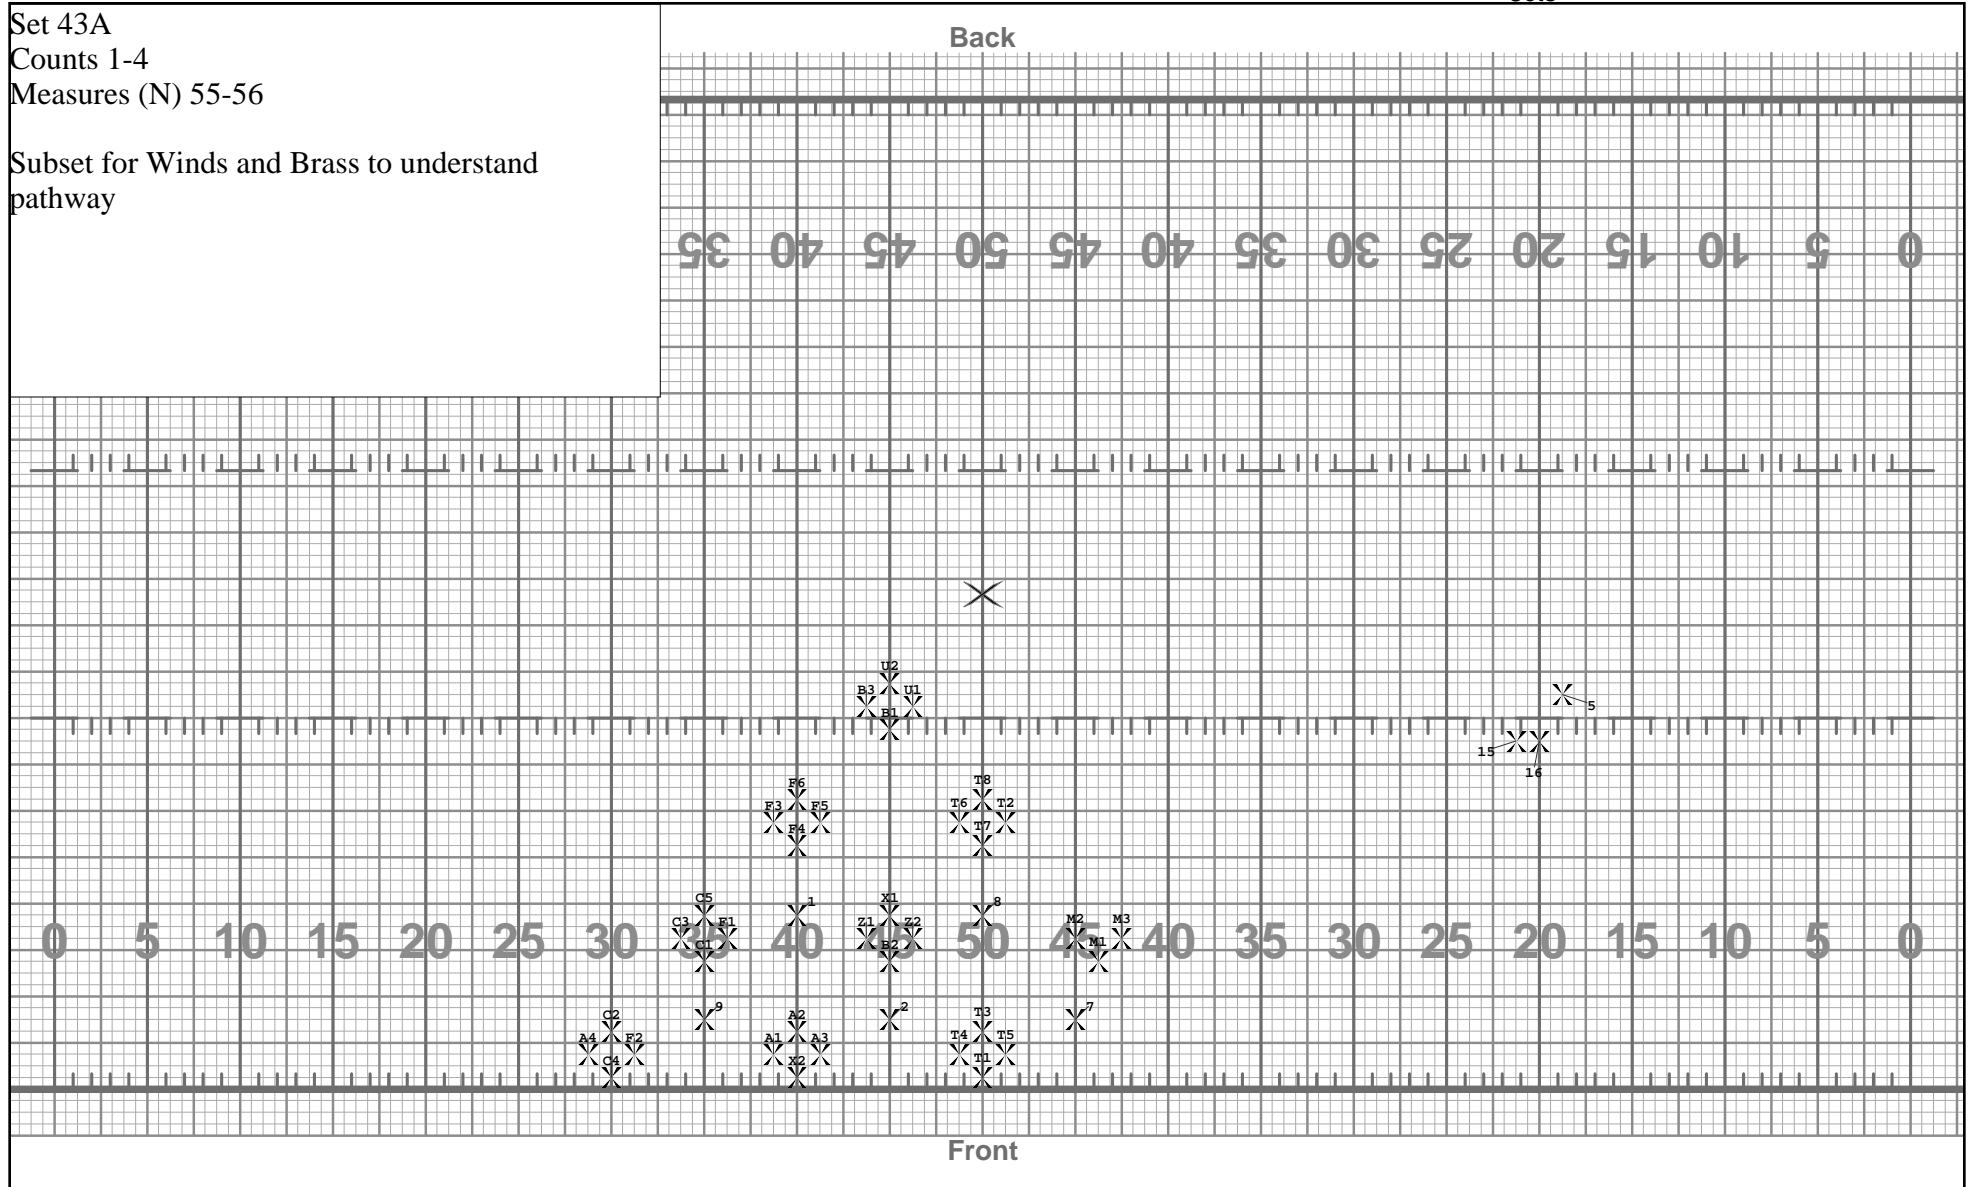 Set 43A
Counts 1-4
Measures (N) 55-56
Subset for Winds and Brass to understand
pathway
Back
35 40 45 50 45 40 35 30 25 20 15 10 5 0
U2
B3 U1
B1
5
15
16
F6 T8
F3 F5 T6 T2
F4 T7
C5 1 X1 8
C3 F1 Z1 Z2 M2 M3
0 5 10 15 20 25 30 35 40 45 50 45 40 35 30 25 20 15 10 5 0
C1 B2 M1
9 2 7
C2 A2 T3
A4 F2 A1 A3 T4 T5
C4 X2 T1
Front